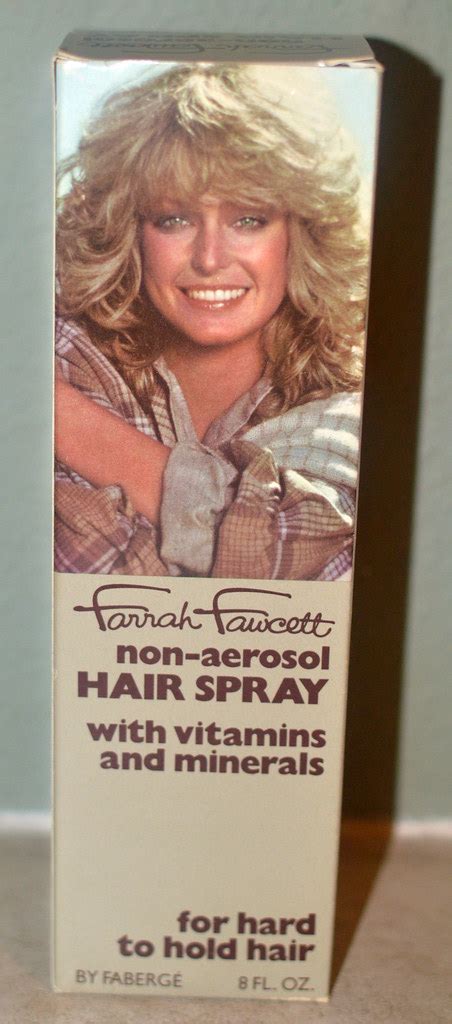 Farrah Fawcett
non-aerosol
HAIR SPRAY
with vitamins
and minerals
for hard
to hold hair
BY FABERGÉ 8 FL. OZ.